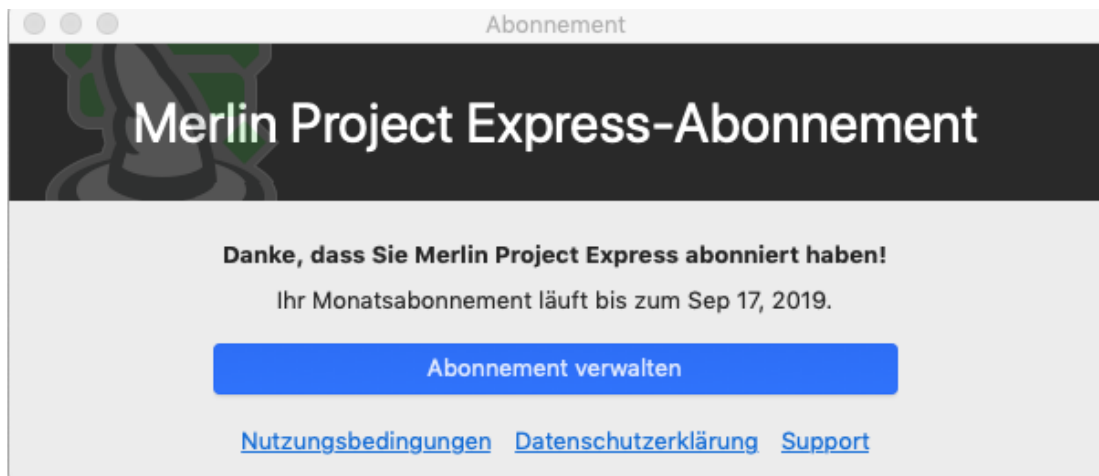 Abonnement
Merlin Project Express-Abonnement
Danke, dass Sie Merlin Project Express abonniert haben!
Ihr Monatsabonnement läuft bis zum Sep 17, 2019.
Abonnement verwalten
Nutzungsbedingungen Datenschutzerklärung Support